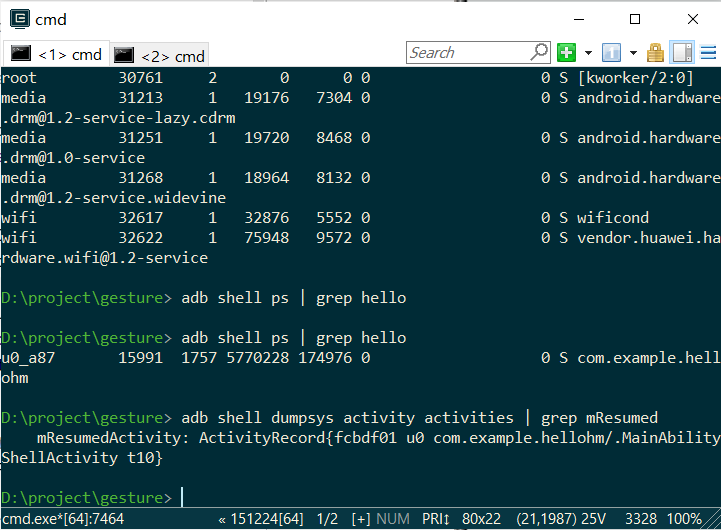 cmd
<1> cmd
<2> cmd
Search
1
root 30761 2 0 0 0 0 S [kworker/2:0]
media 31213 1 19176 7304 0 0 S android.hardware
.drm@1.2-service-lazy.cdrm
media 31251 1 19720 8468 0 0 S android.hardware
.drm@1.0-service
media 31268 1 18964 8132 0 0 S android.hardware
.drm@1.2-service.widevine
wifi 32617 1 32876 5552 0 0 S wificond
wifi 32622 1 75948 9572 0 0 S vendor.huawei.ha
rdware.wifi@1.2-service
D:\project\gesture> adb shell ps | grep hello
D:\project\gesture> adb shell ps | grep hello
u0_a87 15991 1757 5770228 174976 0 0 S com.example.hell
ohm
D:\project\gesture> adb shell dumpsys activity activities | grep mResumed
mResumedActivity: ActivityRecord{fcbdf01 u0 com.example.hellohm/.MainAbility
ShellActivity t10}
D:\project\gesture>
cmd.exe*[64]:7464 « 151224[64] 1/2 [+] NUM PRI↕ 80x22 (21,1987) 25V 3328 100%